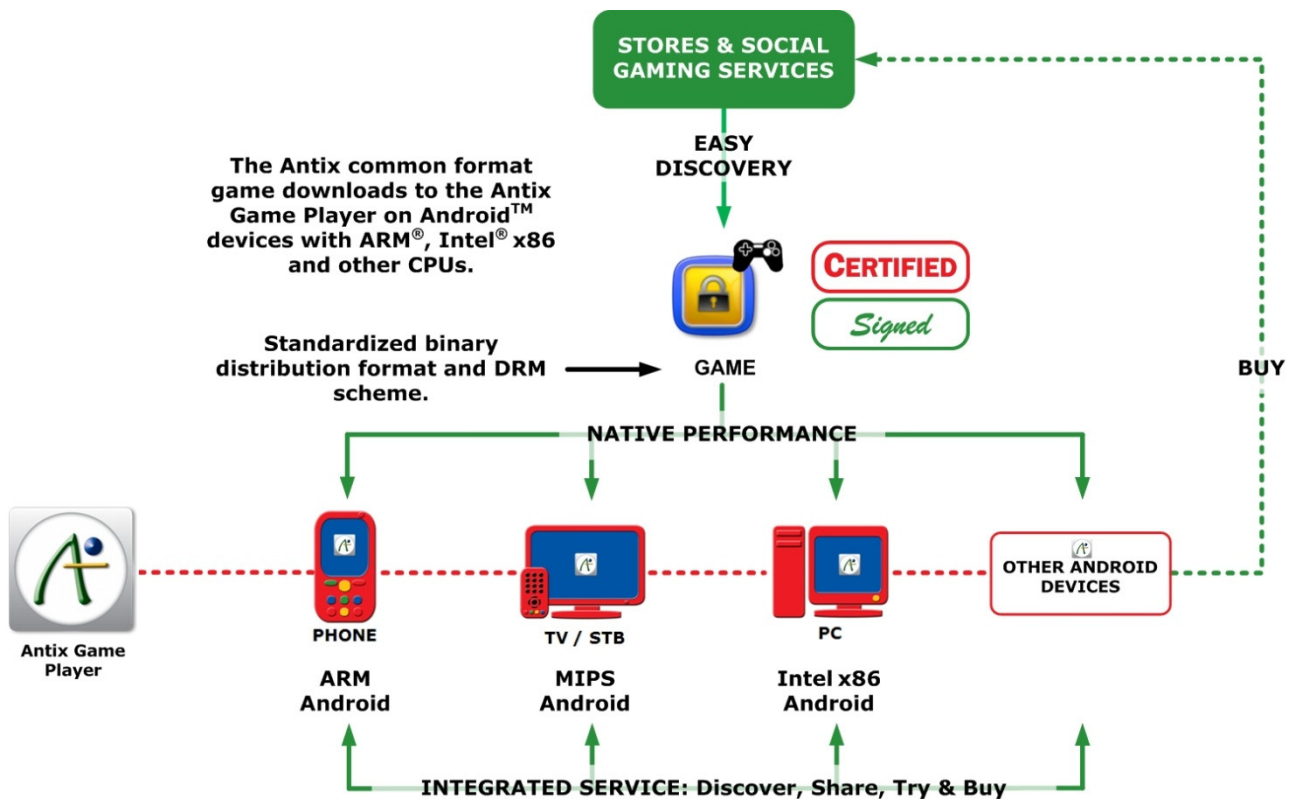 STORES & SOCIAL
GAMING SERVICES
EASY
DISCOVERY
The Antix common format
game downloads to the Antix
Game Player on Android™
devices with ARM®, Intel® x86
and other CPUs.
CERTIFIED
Signed
Standardized binary
distribution format and DRM
scheme.
GAME
BUY
NATIVE PERFORMANCE
Antix Game
Player
PHONE
TV / STB
PC
OTHER ANDROID
DEVICES
ARM
Android
MIPS
Android
Intel x86
Android
INTEGRATED SERVICE: Discover, Share, Try & Buy